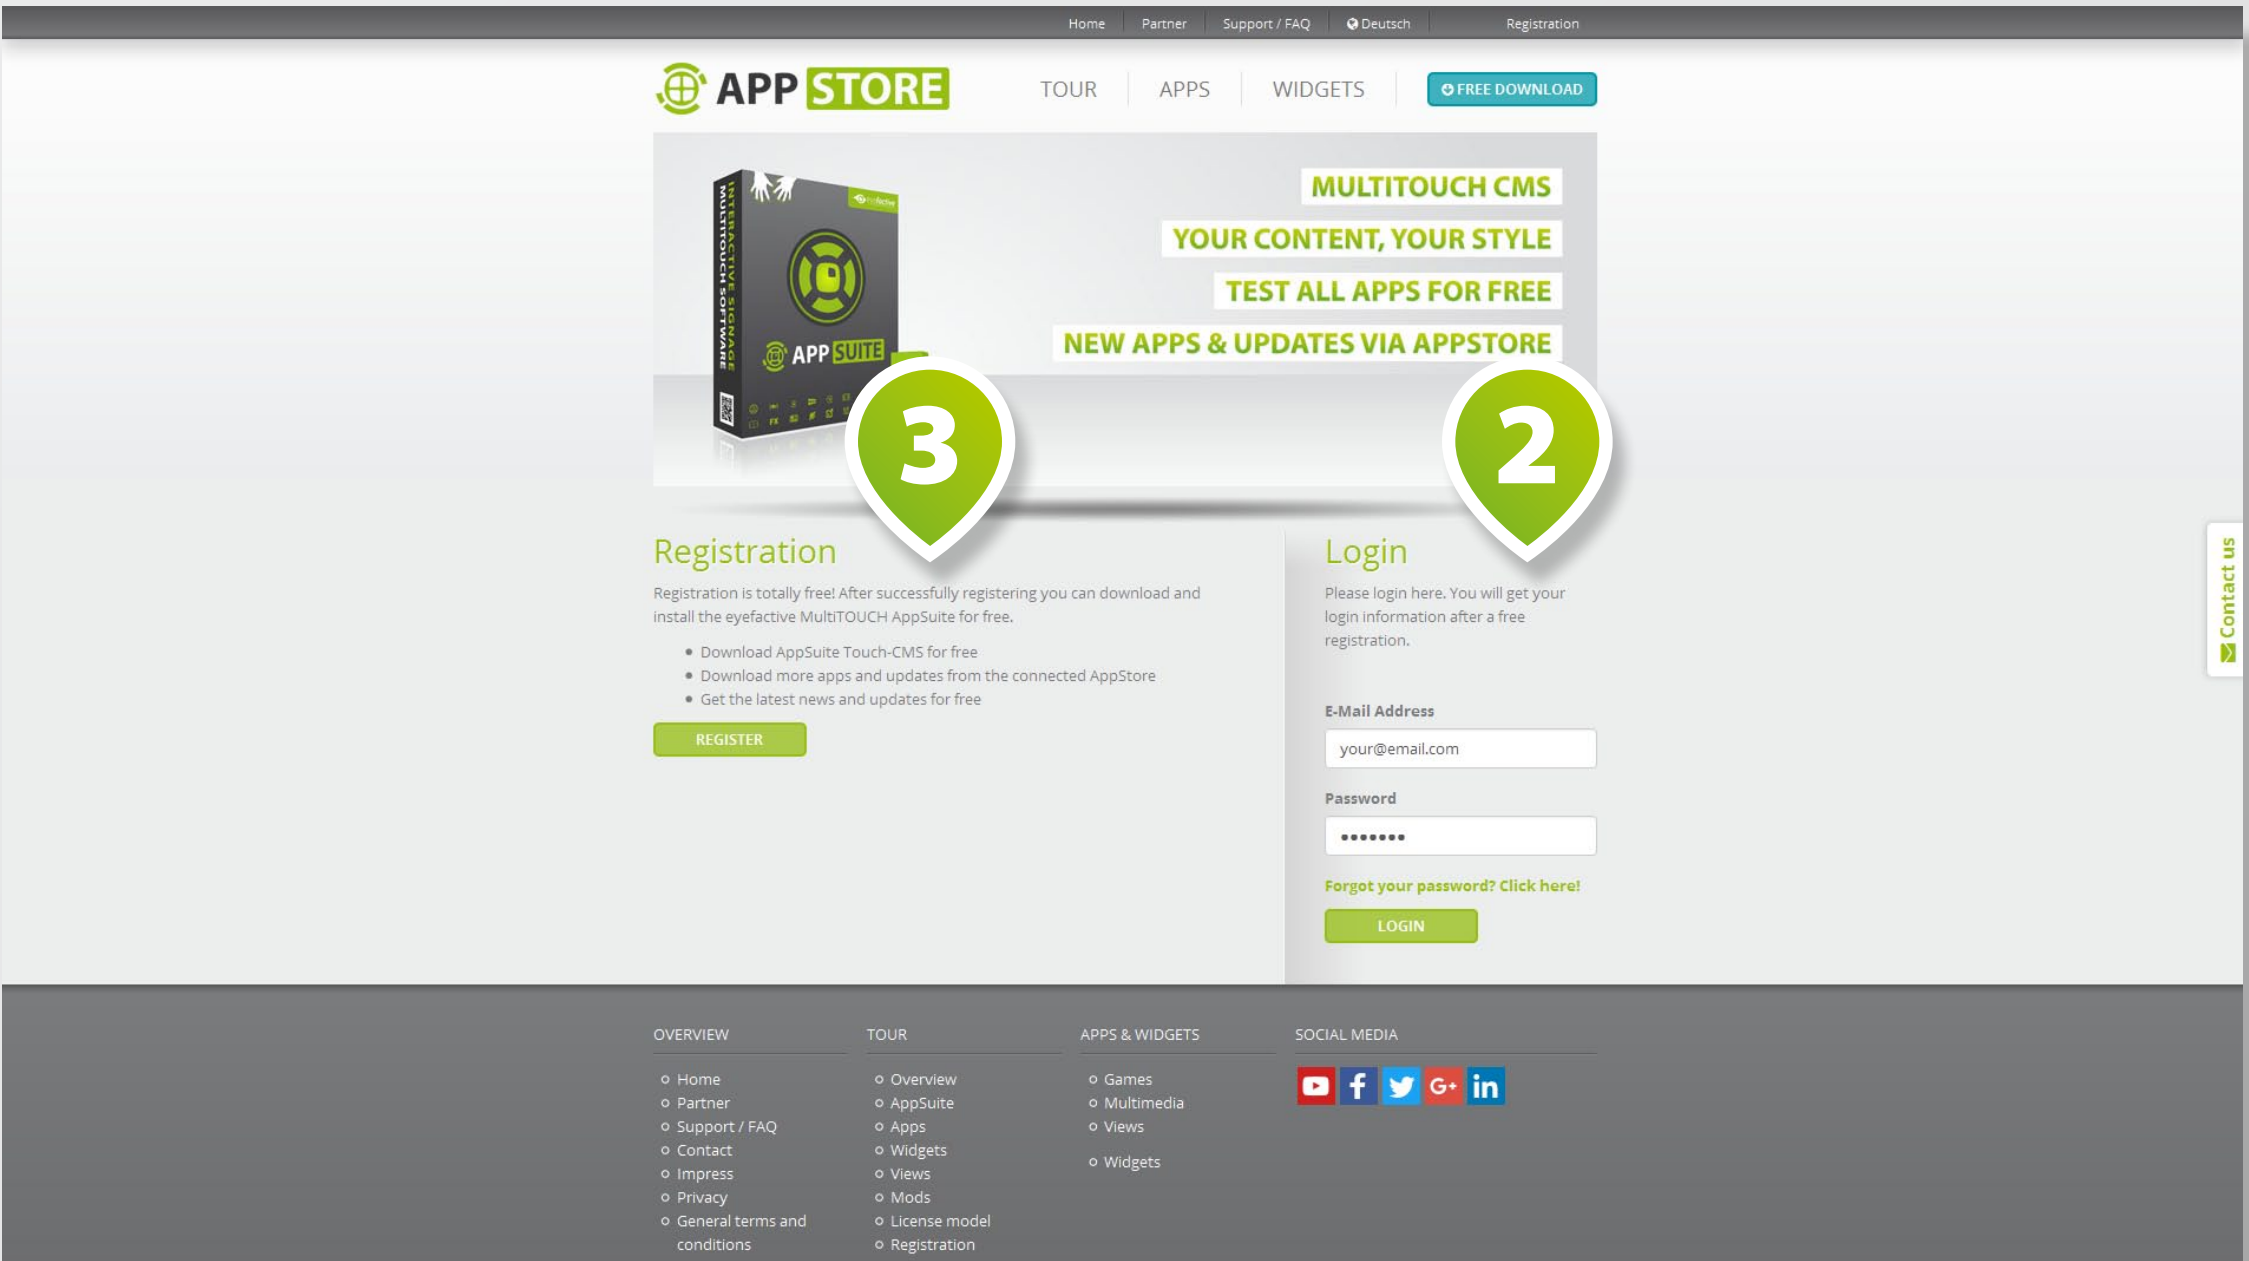 Home
Partner
Support / FAQ
Deutsch
Registration
APP STORE
TOUR
APPS
WIDGETS
FREE DOWNLOAD
INTERACTIVE SIGNAGE
MULTITOUCH SOFTWARE
APP SUITE
MULTITOUCH CMS
YOUR CONTENT, YOUR STYLE
TEST ALL APPS FOR FREE
NEW APPS & UPDATES VIA APPSTORE
3
2
Registration
Registration is totally free! After successfully registering you can download and
install the eyefactive MultiTOUCH AppSuite for free.
Download AppSuite Touch-CMS for free
Download more apps and updates from the connected AppStore
Get the latest news and updates for free
REGISTER
Login
Please login here. You will get your
login information after a free
registration.
E-Mail Address
your@email.com
Password
•••••••
Forgot your password? Click here!
LOGIN
Contact us
OVERVIEW
Home
Partner
Support / FAQ
Contact
Impress
Privacy
General terms and
conditions
TOUR
Overview
AppSuite
Apps
Widgets
Views
Mods
License model
Registration
APPS & WIDGETS
Games
Multimedia
Views
Widgets
SOCIAL MEDIA
f
G+
in